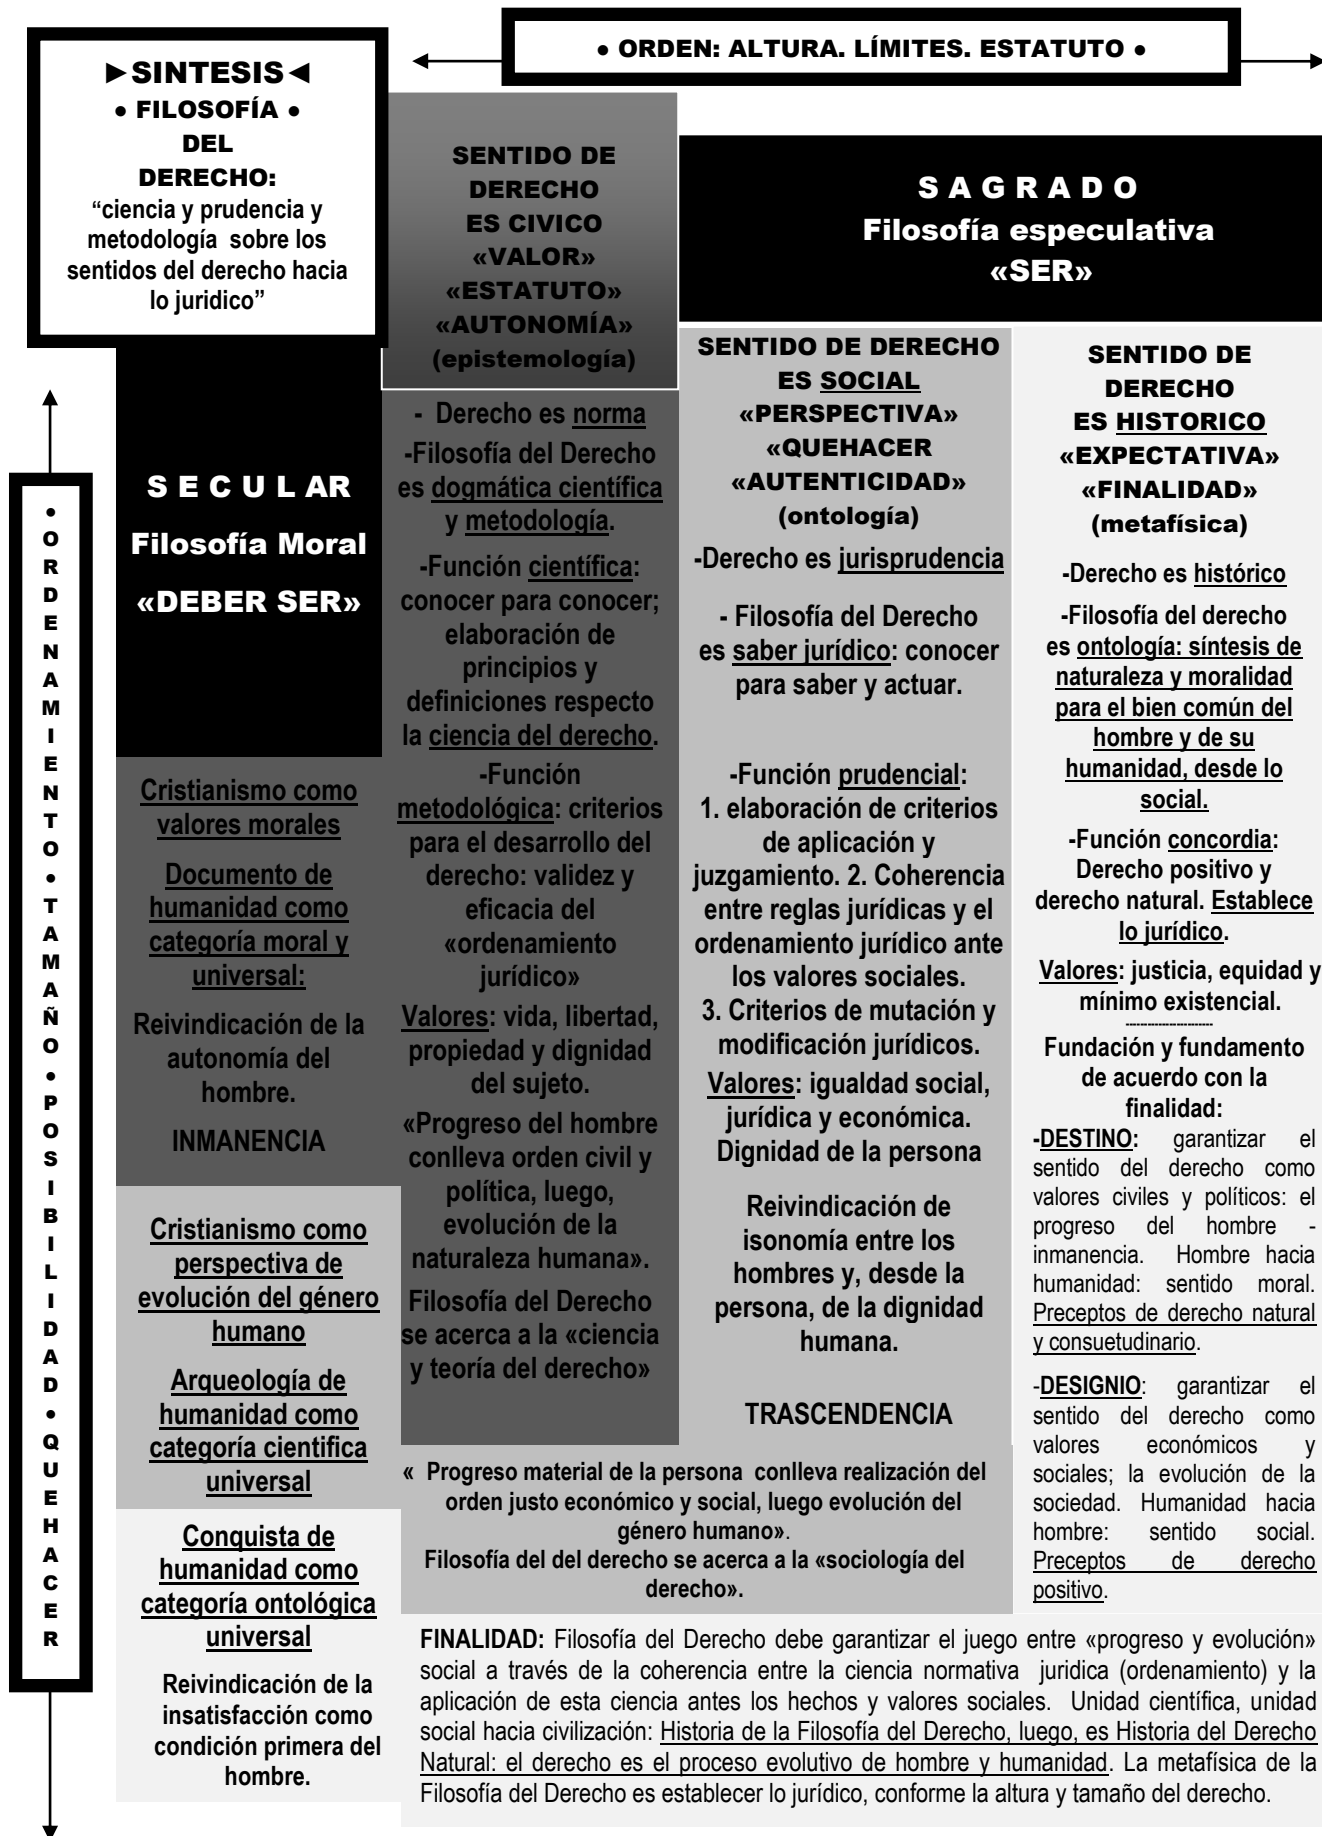 ● ORDEN: ALTURA. LÍMITES. ESTATUTO ●
►SINTESIS◄
● FILOSOFÍA ●
DEL
DERECHO:
“ciencia y prudencia y
metodología sobre los
sentidos del derecho hacia
lo juridico”
SENTIDO DE
DERECHO
ES CIVICO
«VALOR»
«ESTATUTO»
«AUTONOMÍA»
(epistemología)
S A G R A D O
Filosofía especulativa
«SER»
● ORDENAMIENTO ● TAMAÑO ● POSIBILIDAD ● QUEHACER
S E C U L AR
Filosofía Moral
«DEBER SER»
Cristianismo como
valores morales
Documento de
humanidad como
categoría moral y
universal:
Reivindicación de la
autonomía del
hombre.
INMANENCIA
Cristianismo como
perspectiva de
evolución del género
humano
Arqueología de
humanidad como
categoría cientifica
universal
Conquista de
humanidad como
categoría ontológica
universal
Reivindicación de la
insatisfacción como
condición primera del
hombre.
- Derecho es norma
-Filosofía del Derecho
es dogmática científica
y metodología.
-Función científica:
conocer para conocer;
elaboración de
principios y
definiciones respecto
la ciencia del derecho.
-Función
metodológica: criterios
para el desarrollo del
derecho: validez y
eficacia del
«ordenamiento
jurídico»
Valores: vida, libertad,
propiedad y dignidad
del sujeto.
«Progreso del hombre
conlleva orden civil y
política, luego,
evolución de la
naturaleza humana».
Filosofía del Derecho
se acerca a la «ciencia
y teoría del derecho»
SENTIDO DE DERECHO
ES SOCIAL
«PERSPECTIVA»
«QUEHACER
«AUTENTICIDAD»
(ontología)
-Derecho es jurisprudencia
- Filosofía del Derecho
es saber jurídico: conocer
para saber y actuar.
-Función prudencial:
1. elaboración de criterios
de aplicación y
juzgamiento. 2. Coherencia
entre reglas jurídicas y el
ordenamiento jurídico ante
los valores sociales.
3. Criterios de mutación y
modificación jurídicos.
Valores: igualdad social,
jurídica y económica.
Dignidad de la persona
Reivindicación de
isonomía entre los
hombres y, desde la
persona, de la dignidad
humana.
TRASCENDENCIA
« Progreso material de la persona conlleva realización del
orden justo económico y social, luego evolución del
género humano».
Filosofía del del derecho se acerca a la «sociología del
derecho».
SENTIDO DE
DERECHO
ES HISTORICO
«EXPECTATIVA»
«FINALIDAD»
(metafísica)
-Derecho es histórico
-Filosofía del derecho
es ontología: síntesis de
naturaleza y moralidad
para el bien común del
hombre y de su
humanidad, desde lo
social.
-Función concordia:
Derecho positivo y
derecho natural. Establece
lo jurídico.
Valores: justicia, equidad y
mínimo existencial.
------------------------
Fundación y fundamento
de acuerdo con la
finalidad:
-DESTINO: garantizar el
sentido del derecho como
valores civiles y políticos: el
progreso del hombre -
inmanencia. Hombre hacia
humanidad: sentido moral.
Preceptos de derecho natural
y consuetudinario.
-DESIGNIO: garantizar el
sentido del derecho como
valores económicos y
sociales; la evolución de la
sociedad. Humanidad hacia
hombre: sentido social.
Preceptos de derecho
positivo.
FINALIDAD: Filosofía del Derecho debe garantizar el juego entre «progreso y evolución»
social a través de la coherencia entre la ciencia normativa juridica (ordenamiento) y la
aplicación de esta ciencia antes los hechos y valores sociales. Unidad científica, unidad
social hacia civilización: Historia de la Filosofía del Derecho, luego, es Historia del Derecho
Natural: el derecho es el proceso evolutivo de hombre y humanidad. La metafísica de la
Filosofía del Derecho es establecer lo jurídico, conforme la altura y tamaño del derecho.